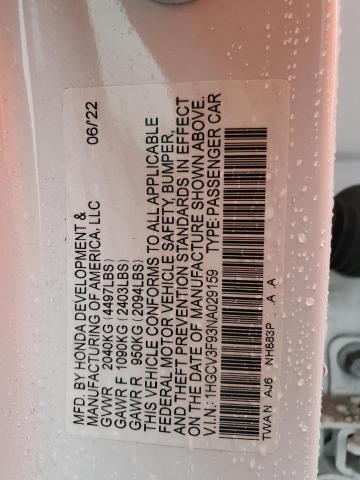 MFD. BY HONDA DEVELOPMENT &
MANUFACTURING OF AMERICA, LLC 06/'22
GVWR 2040KG (4497LBS)
GAWR F 1090KG (2403LBS)
GAWR R 950KG (2094LBS)
THIS VEHICLE CONFORMS TO ALL APPLICABLE
FEDERAL MOTOR VEHICLE SAFETY, BUMPER,
AND THEFT PREVENTION STANDARDS IN EFFECT
ON THE DATE OF MANUFACTURE SHOWN ABOVE.
V.I.N.: 1HGCV3F93NA029159 TYPE: PASSENGER CAR
TWA N AJ6 NH883P A A